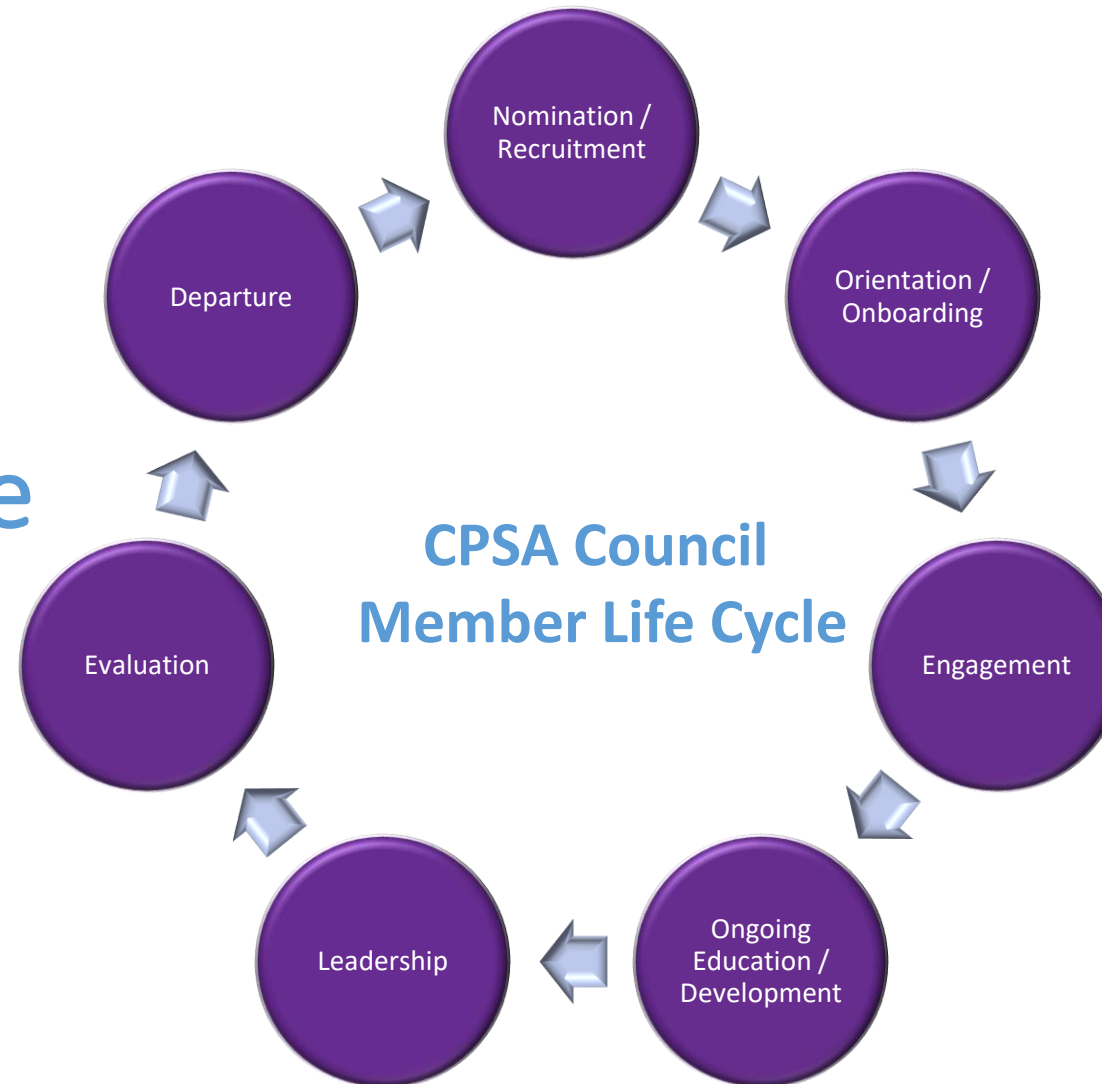 Nomination /
Recruitment
Orientation /
Onboarding
Engagement
Ongoing
Education /
Development
Leadership
Evaluation
Departure
e
CPSA Council
Member Life Cycle